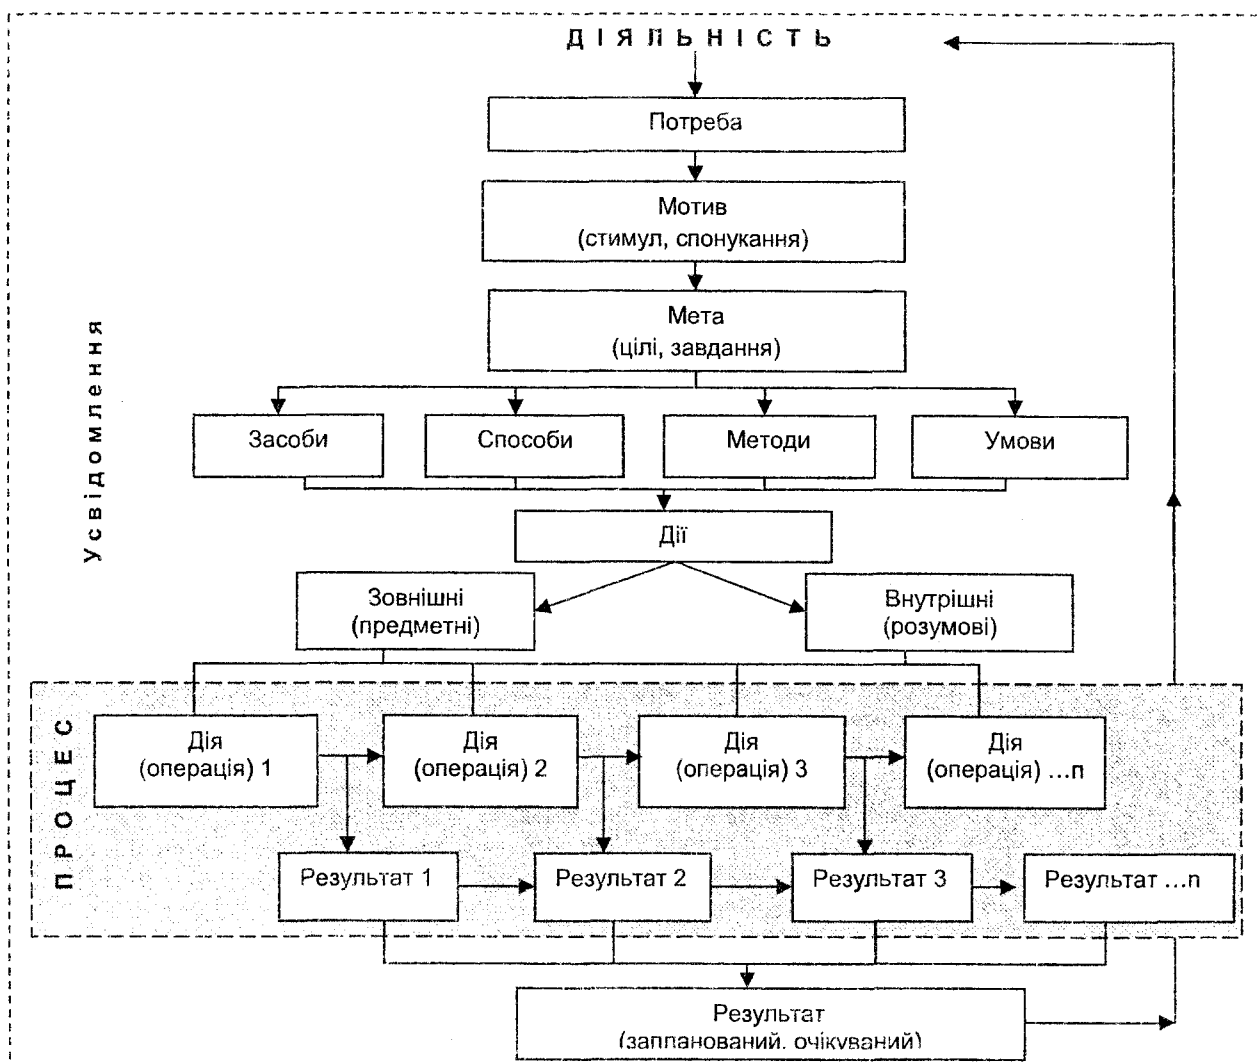 ДІЯЛЬНІСТЬ
Потреба
Мотив
(стимул, спонукання)
Мета
(цілі, завдання)
Усвідомлення
Засоби
Способи
Методи
Умови
Дії
Зовнішні
(предметні)
Внутрішні
(розумові)
ПРОЦЕС
Дія
(операція) 1
Дія
(операція) 2
Дія
(операція) 3
Дія
(операція) ...n
Результат 1
Результат 2
Результат 3
Результат ...n
Результат
(запланований, очікуваний)